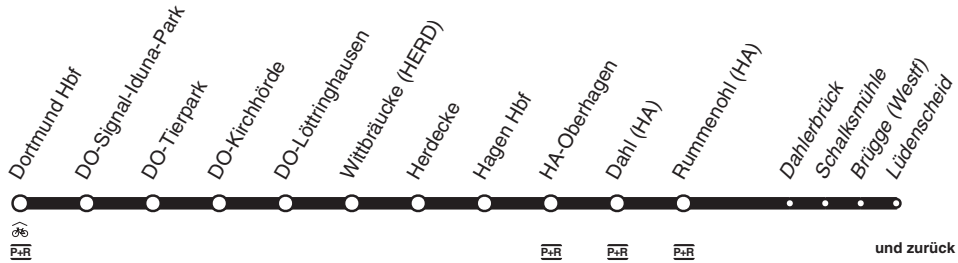 Dortmund Hbf
DO-Signal-Iduna-Park
DO-Tierpark
DO-Kirchhörde
DO-Löttringhausen
Wittbräucke (HERD)
Herdecke
Hagen Hbf
HA-Oberhagen
Dahl (HA)
Rummenohl (HA)
Dahlerbrück
Schalksmühle
Brügge (Westf)
Lüdenscheid
P+R P+R P+R P+R
und zurück